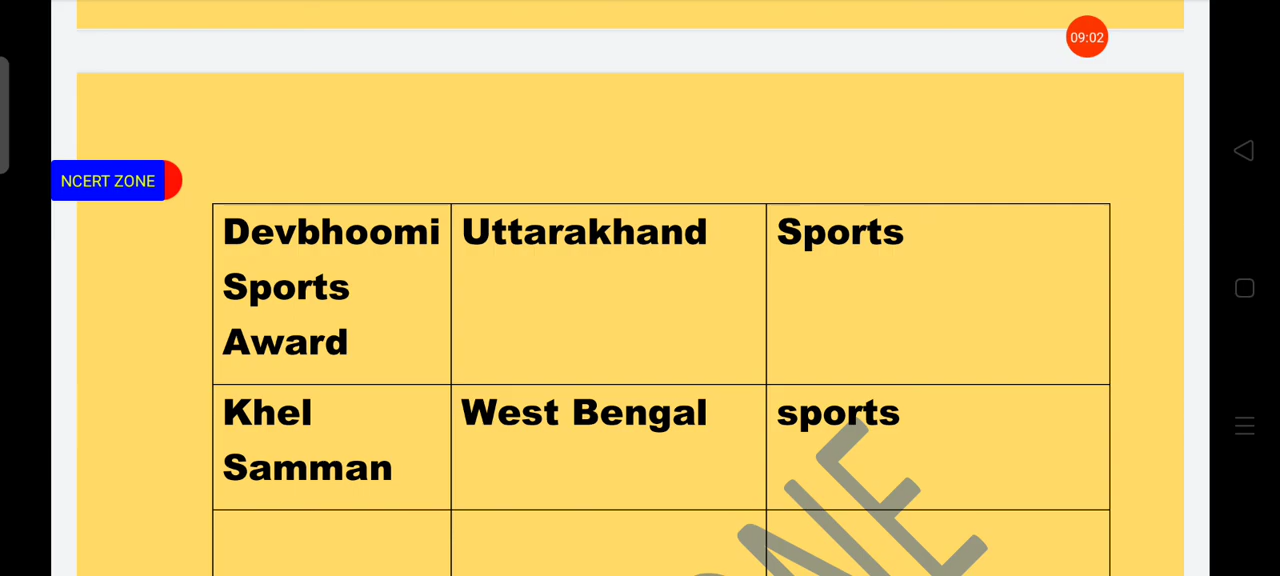 09:02
NCERT ZONE
Devbhoomi Sports Award
Uttarakhand
Sports
Khel Samman
West Bengal
sports